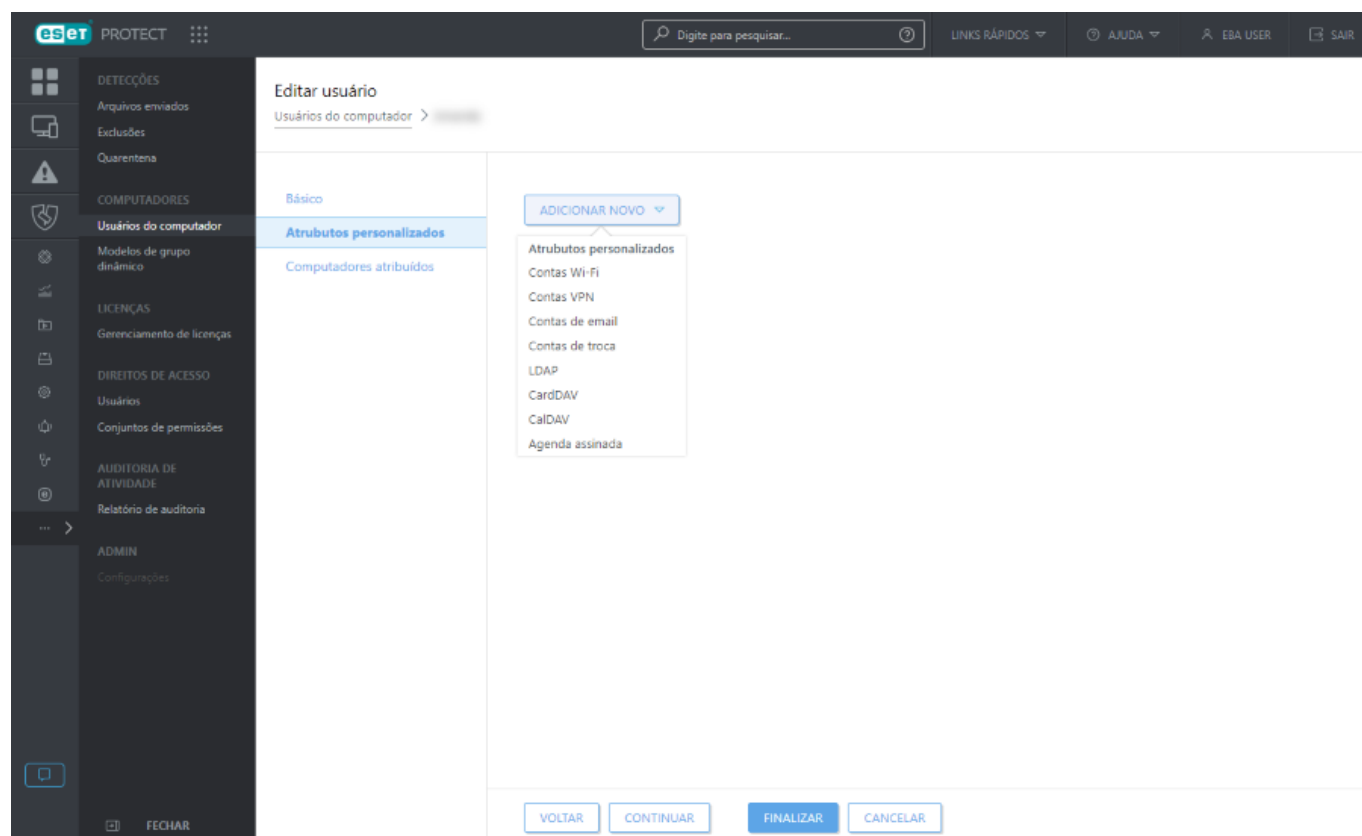 eset PROTECT
Digite para pesquisar...
LINKS RÁPIDOS
AJUDA
EBA USER
SAIR
DETECÇÕES
Arquivos enviados
Exclusões
Quarentena
COMPUTADORES
Usuários do computador
Modelos de grupo
dinâmico
LICENÇAS
Gerenciamento de licenças
DIREITOS DE ACESSO
Usuários
Conjuntos de permissões
AUDITORIA DE
ATIVIDADE
Relatório de auditoria
ADMIN
Configurações
FECHAR
Editar usuário
Usuários do computador >
Básico
Atrubutos personalizados
Computadores atribuídos
ADICIONAR NOVO
Atrubutos personalizados
Contas Wi-Fi
Contas VPN
Contas de email
Contas de troca
LDAP
CardDAV
CalDAV
Agenda assinada
VOLTAR
CONTINUAR
FINALIZAR
CANCELAR